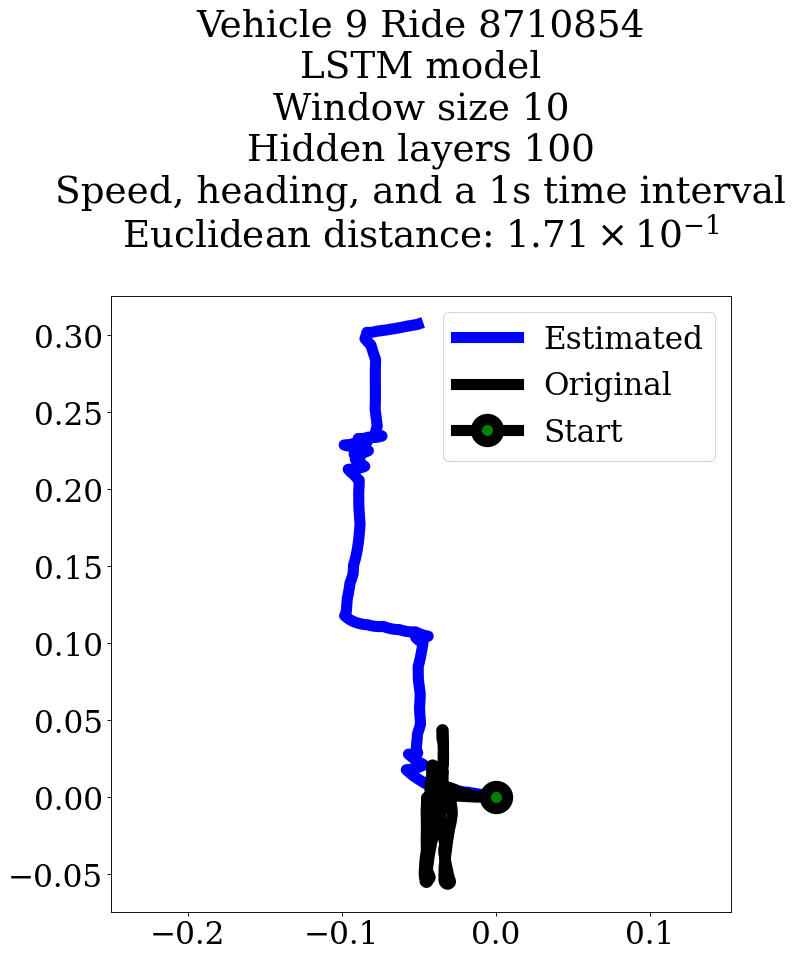 Vehicle 9 Ride 8710854
LSTM model
Window size 10
Hidden layers 100
Speed, heading, and a 1s time interval
Euclidean distance: 1.71 × 10⁻¹
Estimated
Original
Start
0.30
0.25
0.20
0.15
0.10
0.05
0.00
−0.05
−0.2 −0.1 0.0 0.1